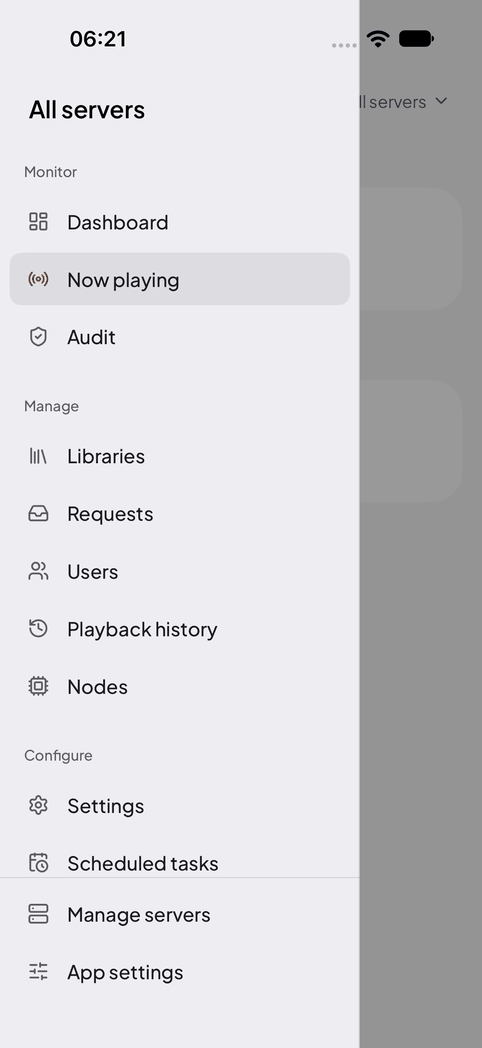 06:21
All servers
ll servers
Monitor
Dashboard
Now playing
Audit
Manage
Libraries
Requests
Users
Playback history
Nodes
Configure
Settings
Scheduled tasks
Manage servers
App settings